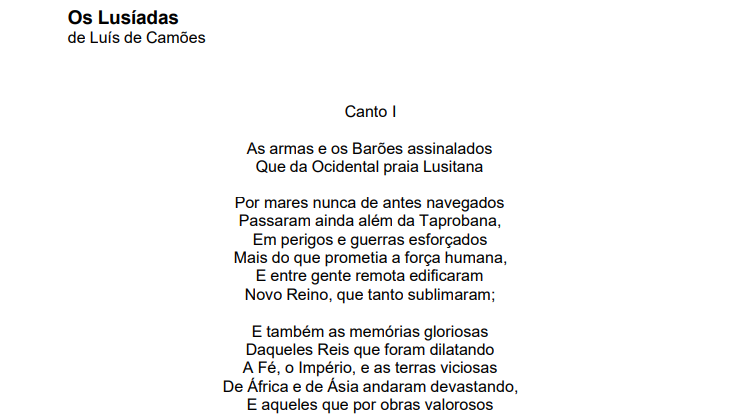 Os Lusíadas
de Luís de Camões
Canto I
As armas e os Barões assinalados
Que da Ocidental praia Lusitana
Por mares nunca de antes navegados
Passaram ainda além da Taprobana,
Em perigos e guerras esforçados
Mais do que prometia a força humana,
E entre gente remota edificaram
Novo Reino, que tanto sublimaram;
E também as memórias gloriosas
Daqueles Reis que foram dilatando
A Fé, o Império, e as terras viciosas
De África e de Ásia andaram devastando,
E aqueles que por obras valorosos